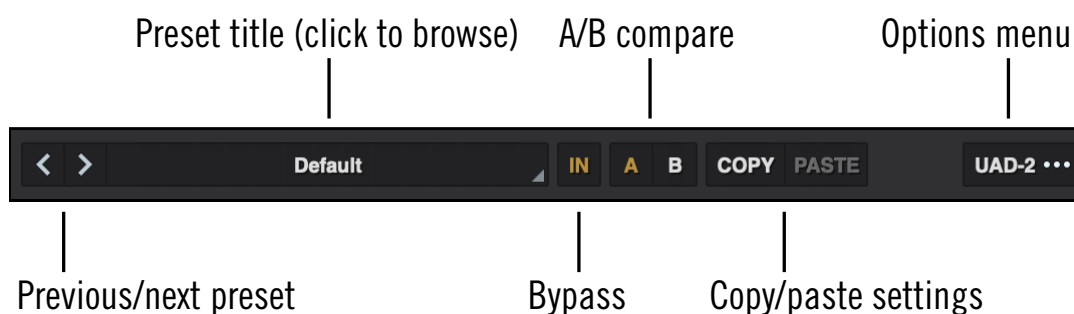 Preset title (click to browse) A/B compare Options menu
< > Default IN A B COPY PASTE UAD-2 •••
Previous/next preset Bypass Copy/paste settings